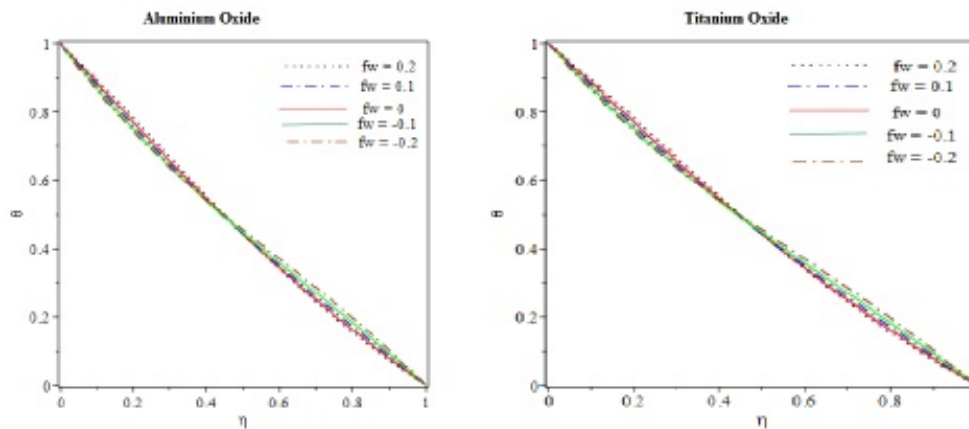 Aluminium Oxide
1
0.8
0.6
0.4
0.2
0
0
0.2
0.4
0.6
0.8
1
θ
η
fw = 0.2
fw = 0.1
fw = 0
fw = -0.1
fw = -0.2
Titanium Oxide
1
0.8
0.6
0.4
0.2
0
0
0.2
0.4
0.6
0.8
θ
η
fw = 0.2
fw = 0.1
fw = 0
fw = -0.1
fw = -0.2